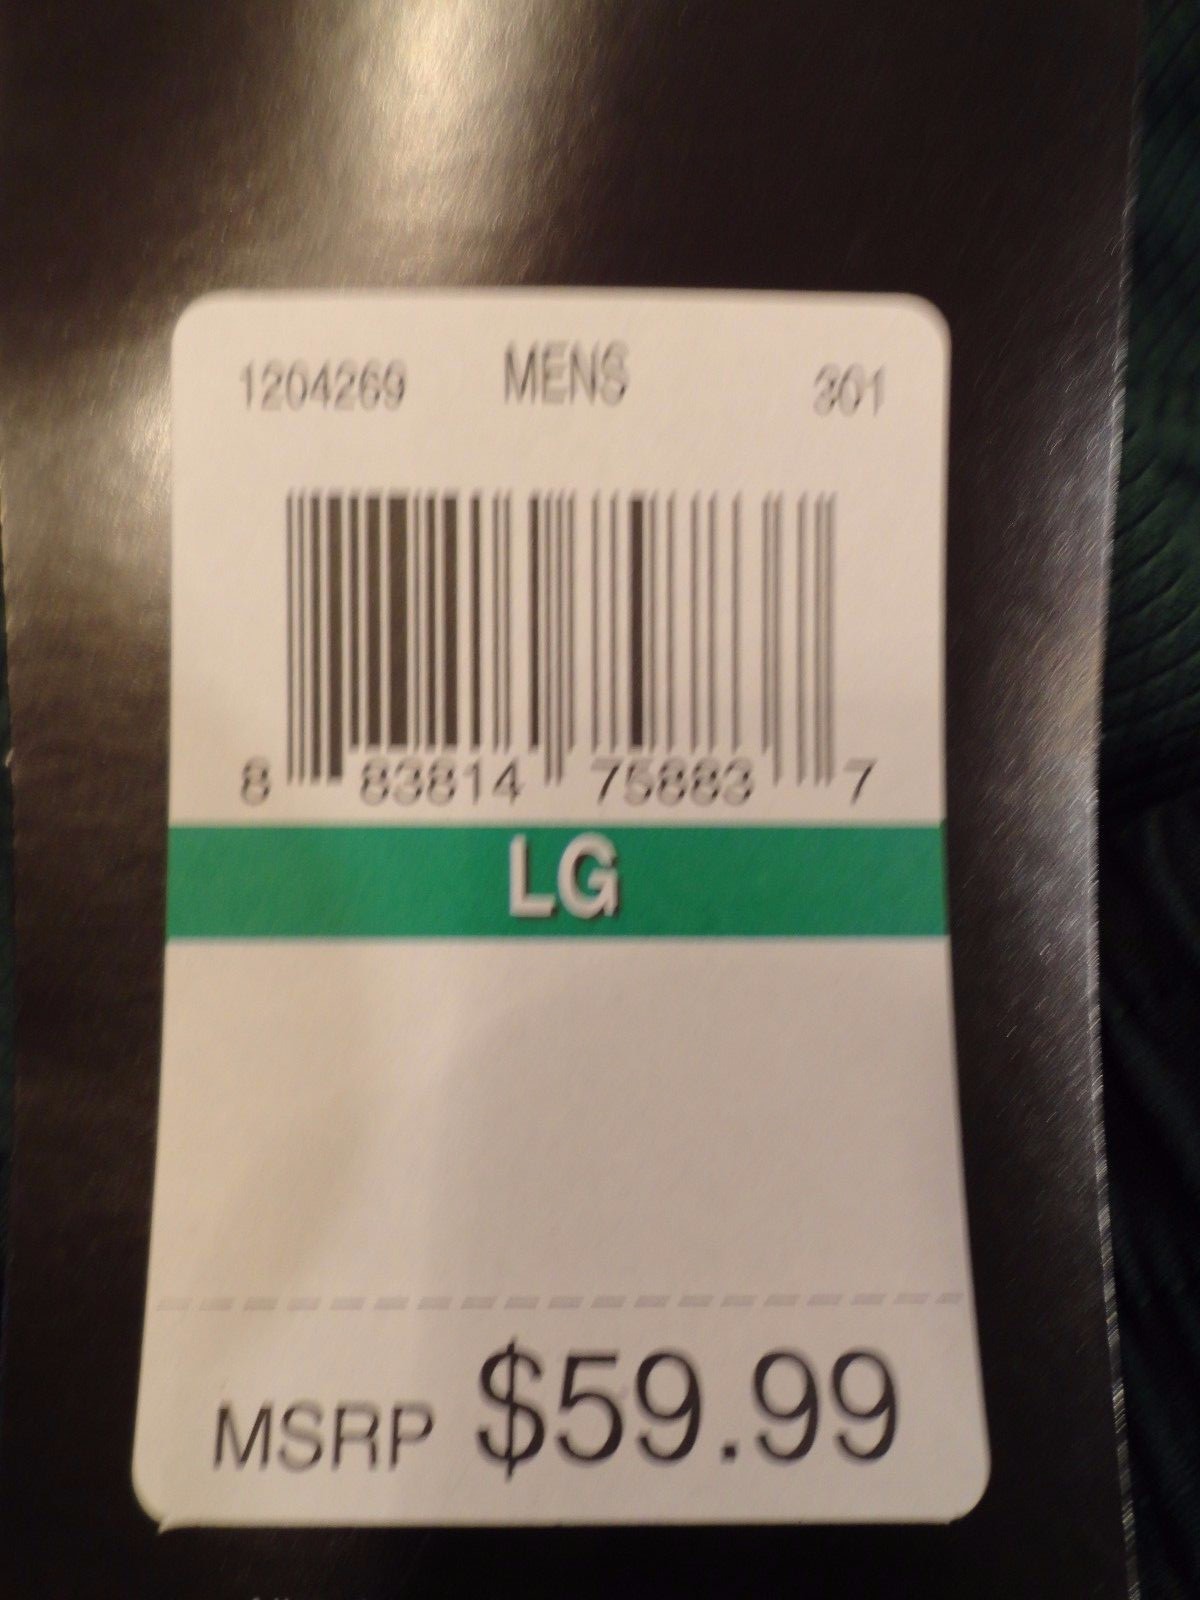 1204269 MENS 301
8 83814 75883 7
LG
MSRP $59.99